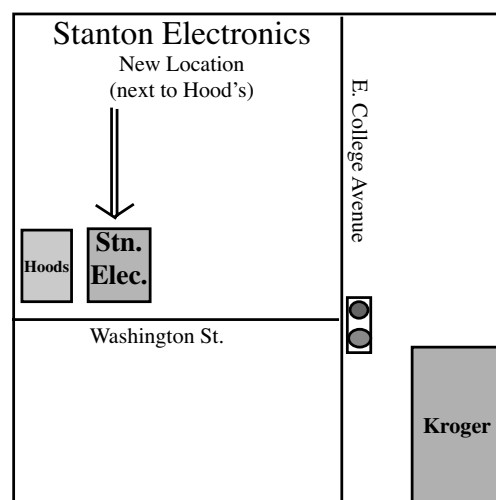 Stanton Electronics
New Location
(next to Hood's)
E. College Avenue
Hoods
Stn.
Elec.
Washington St.
Kroger